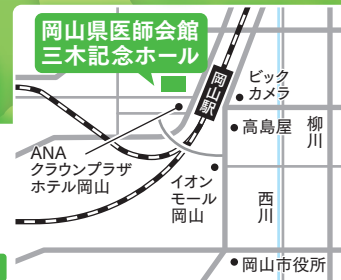 岡山県医師会館
三木記念ホール
岡山駅
ビック
カメラ
高島屋
柳川
ANA
クラウンプラザ
ホテル岡山
イオン
モール
岡山
西川
岡山市役所